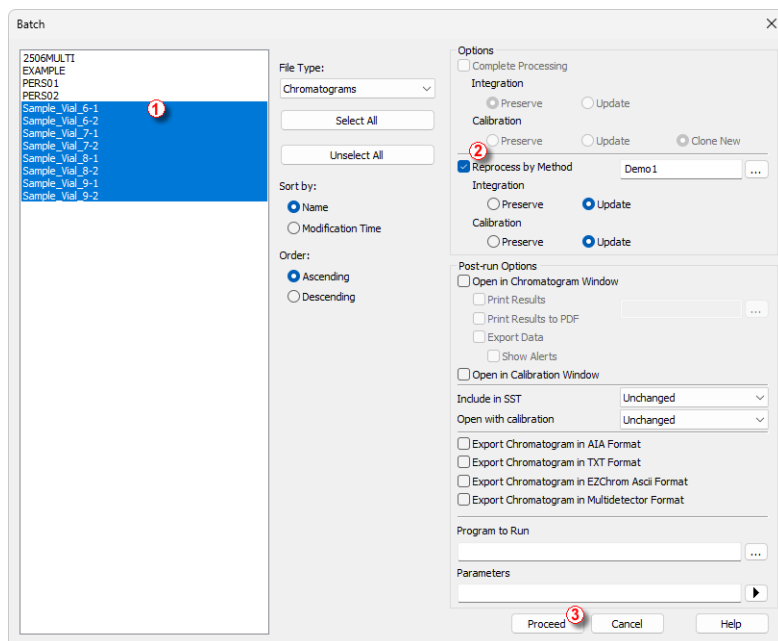 Batch
2506MULTI
EXAMPLE
PERS01
PERS02
Sample_Vial_6-1
Sample_Vial_6-2
Sample_Vial_7-1
Sample_Vial_7-2
Sample_Vial_8-1
Sample_Vial_8-2
Sample_Vial_9-1
Sample_Vial_9-2
1
File Type:
Chromatograms
Select All
Unselect All
Sort by:
Name
Modification Time
Order:
Ascending
Descending
Options
Complete Processing
Integration
Preserve Update
Calibration
Preserve Update Clone New
2
Reprocess by Method Demo1 ...
Integration
Preserve Update
Calibration
Preserve Update
Post-run Options
Open in Chromatogram Window
Print Results ...
Print Results to PDF
Export Data
Show Alerts
Open in Calibration Window
Include in SST Unchanged
Open with calibration Unchanged
Export Chromatogram in AIA Format
Export Chromatogram in TXT Format
Export Chromatogram in EZChrom Ascii Format
Export Chromatogram in Multidetector Format
Program to Run
...
Parameters
3
Proceed Cancel Help